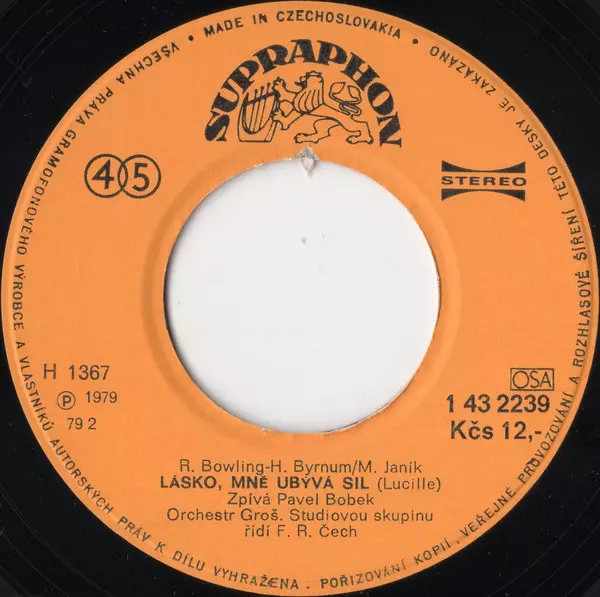 VŠECHNA PRÁVA GRAMOFONOVÉHO VÝROBCE A VLASTNÍKŮ AUTORSKÝCH PRÁV K DÍLU VYHRAŽENA. POŘIZOVÁNÍ KOPIÍ, VEŘEJNÉ PROVOZOVÁNÍ A ROZHLASOVÉ ŠÍŘENÍ TÉTO DESKY JE ZAKÁZÁNO
• MADE IN CZECHOSLOVAKIA •
SUPRAPHON
45
STEREO
H 1367
℗ 1979
79 2
OSA
1 43 2239
Kčs 12,-
R. Bowling-H. Byrnum/M. Janík
LÁSKO, MNĚ UBÝVÁ SIL (Lucille)
Zpívá Pavel Bobek
Orchestr Groš. Studiovou skupinu
řídí F. R. Čech